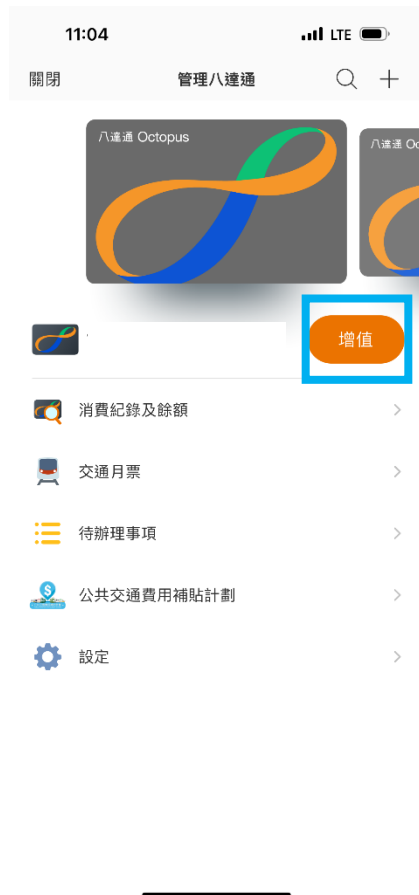 11:04 LTE
關閉 管理八達通
八達通 Octopus 八達通 Oc
增值
消費紀錄及餘額
交通月票
待辦理事項
公共交通費用補貼計劃
設定